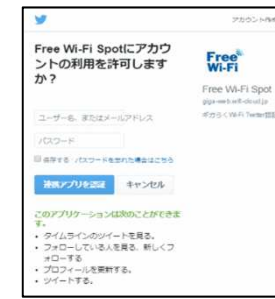 アカウント作成
Free Wi-Fi Spotにアカウ
ントの利用を許可します
か?
ユーザー名、またはメールアドレス
パスワード
保存する · パスワードを忘れた場合はこちら
連携アプリを認証
キャンセル
このアプリケーションは次のことができま
す。
• タイムラインのツイートを見る。
• フォローしている人を見る、新しくフ
ォローする
• プロフィールを更新する。
• ツイートする。
Free
Wi-Fi
Free Wi-Fi Spot
giga-web.wifi-cloud.jp